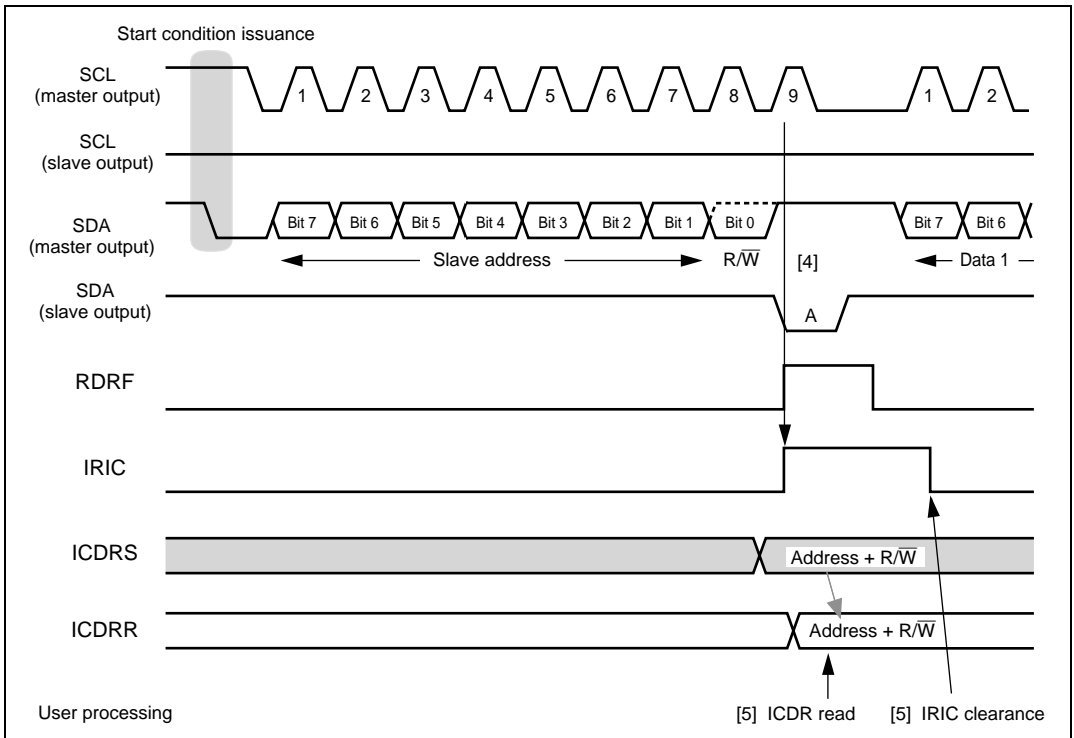 Start condition issuance
SCL
(master output)
1 2 3 4 5 6 7 8 9 1 2
SCL
(slave output)
SDA
(master output)
Bit 7 Bit 6 Bit 5 Bit 4 Bit 3 Bit 2 Bit 1 Bit 0 Bit 7 Bit 6
Slave address R/W̅ [4] Data 1
SDA
(slave output)
A
RDRF
IRIC
ICDRS
Address + R/W̅
ICDRR
Address + R/W̅
User processing [5] ICDR read [5] IRIC clearance